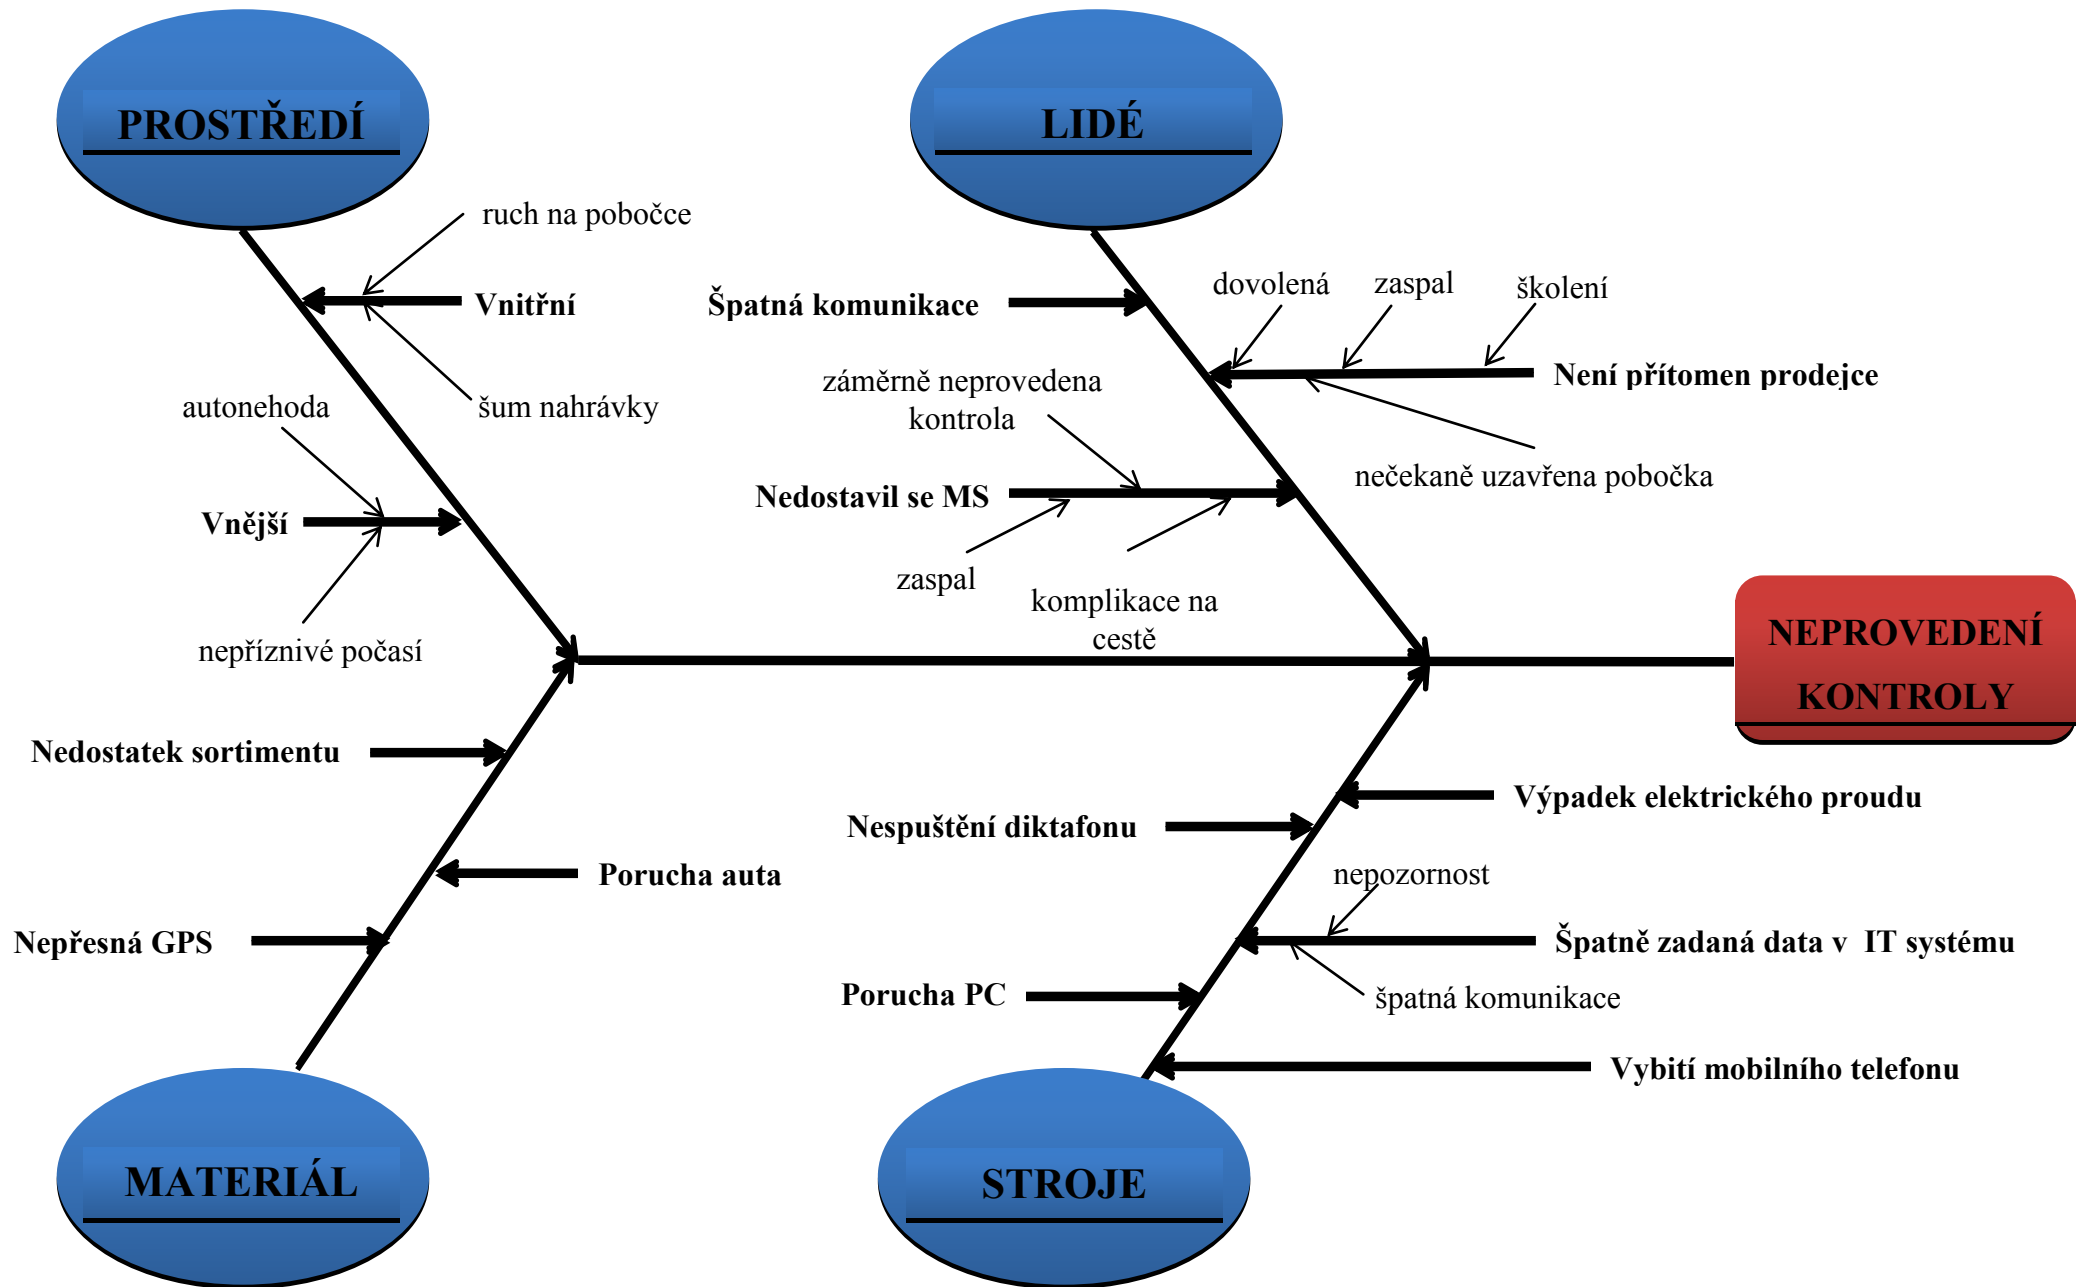 PROSTŘEDÍ
LIDÉ
ruch na pobočce
Vnitřní
šum nahrávky
autonehoda
Vnější
nepříznivé počasí
Špatná komunikace
dovolená
zaspal
školení
Není přítomen prodejce
nečekaně uzavřena pobočka
záměrně neprovedena
kontrola
Nedostavil se MS
zaspal
komplikace na
cestě
NEPROVEDENÍ
KONTROLY
Nedostatek sortimentu
Porucha auta
Nepřesná GPS
Výpadek elektrického proudu
Nespuštění diktafonu
nepozornost
Špatně zadaná data v IT systému
špatná komunikace
Porucha PC
Vybití mobilního telefonu
MATERIÁL
STROJE